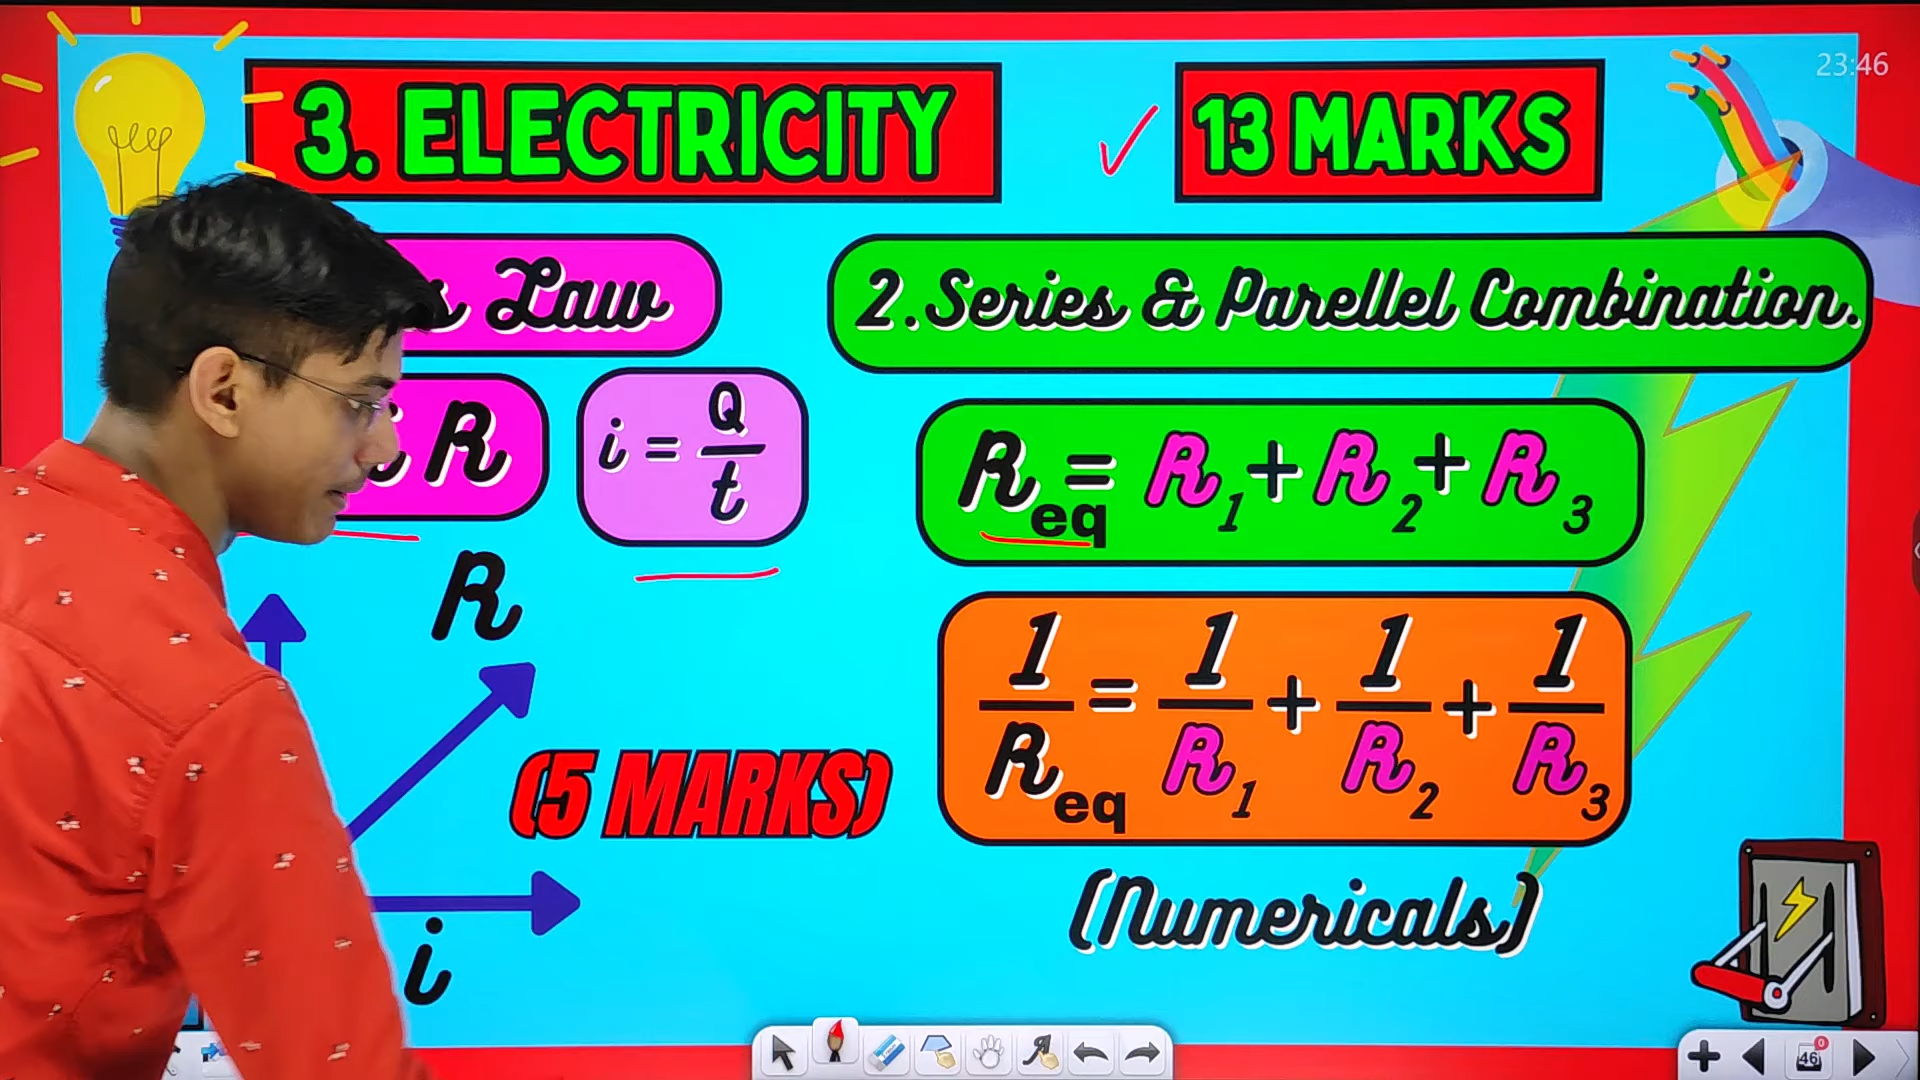 3. ELECTRICITY
13 MARKS
23:46
s Law
2. Series & Parellel Combination.
R
i = Q/t
Req = R1 + R2 + R3
R
1/Req = 1/R1 + 1/R2 + 1/R3
(5 MARKS)
(Numericals)
i
46
0